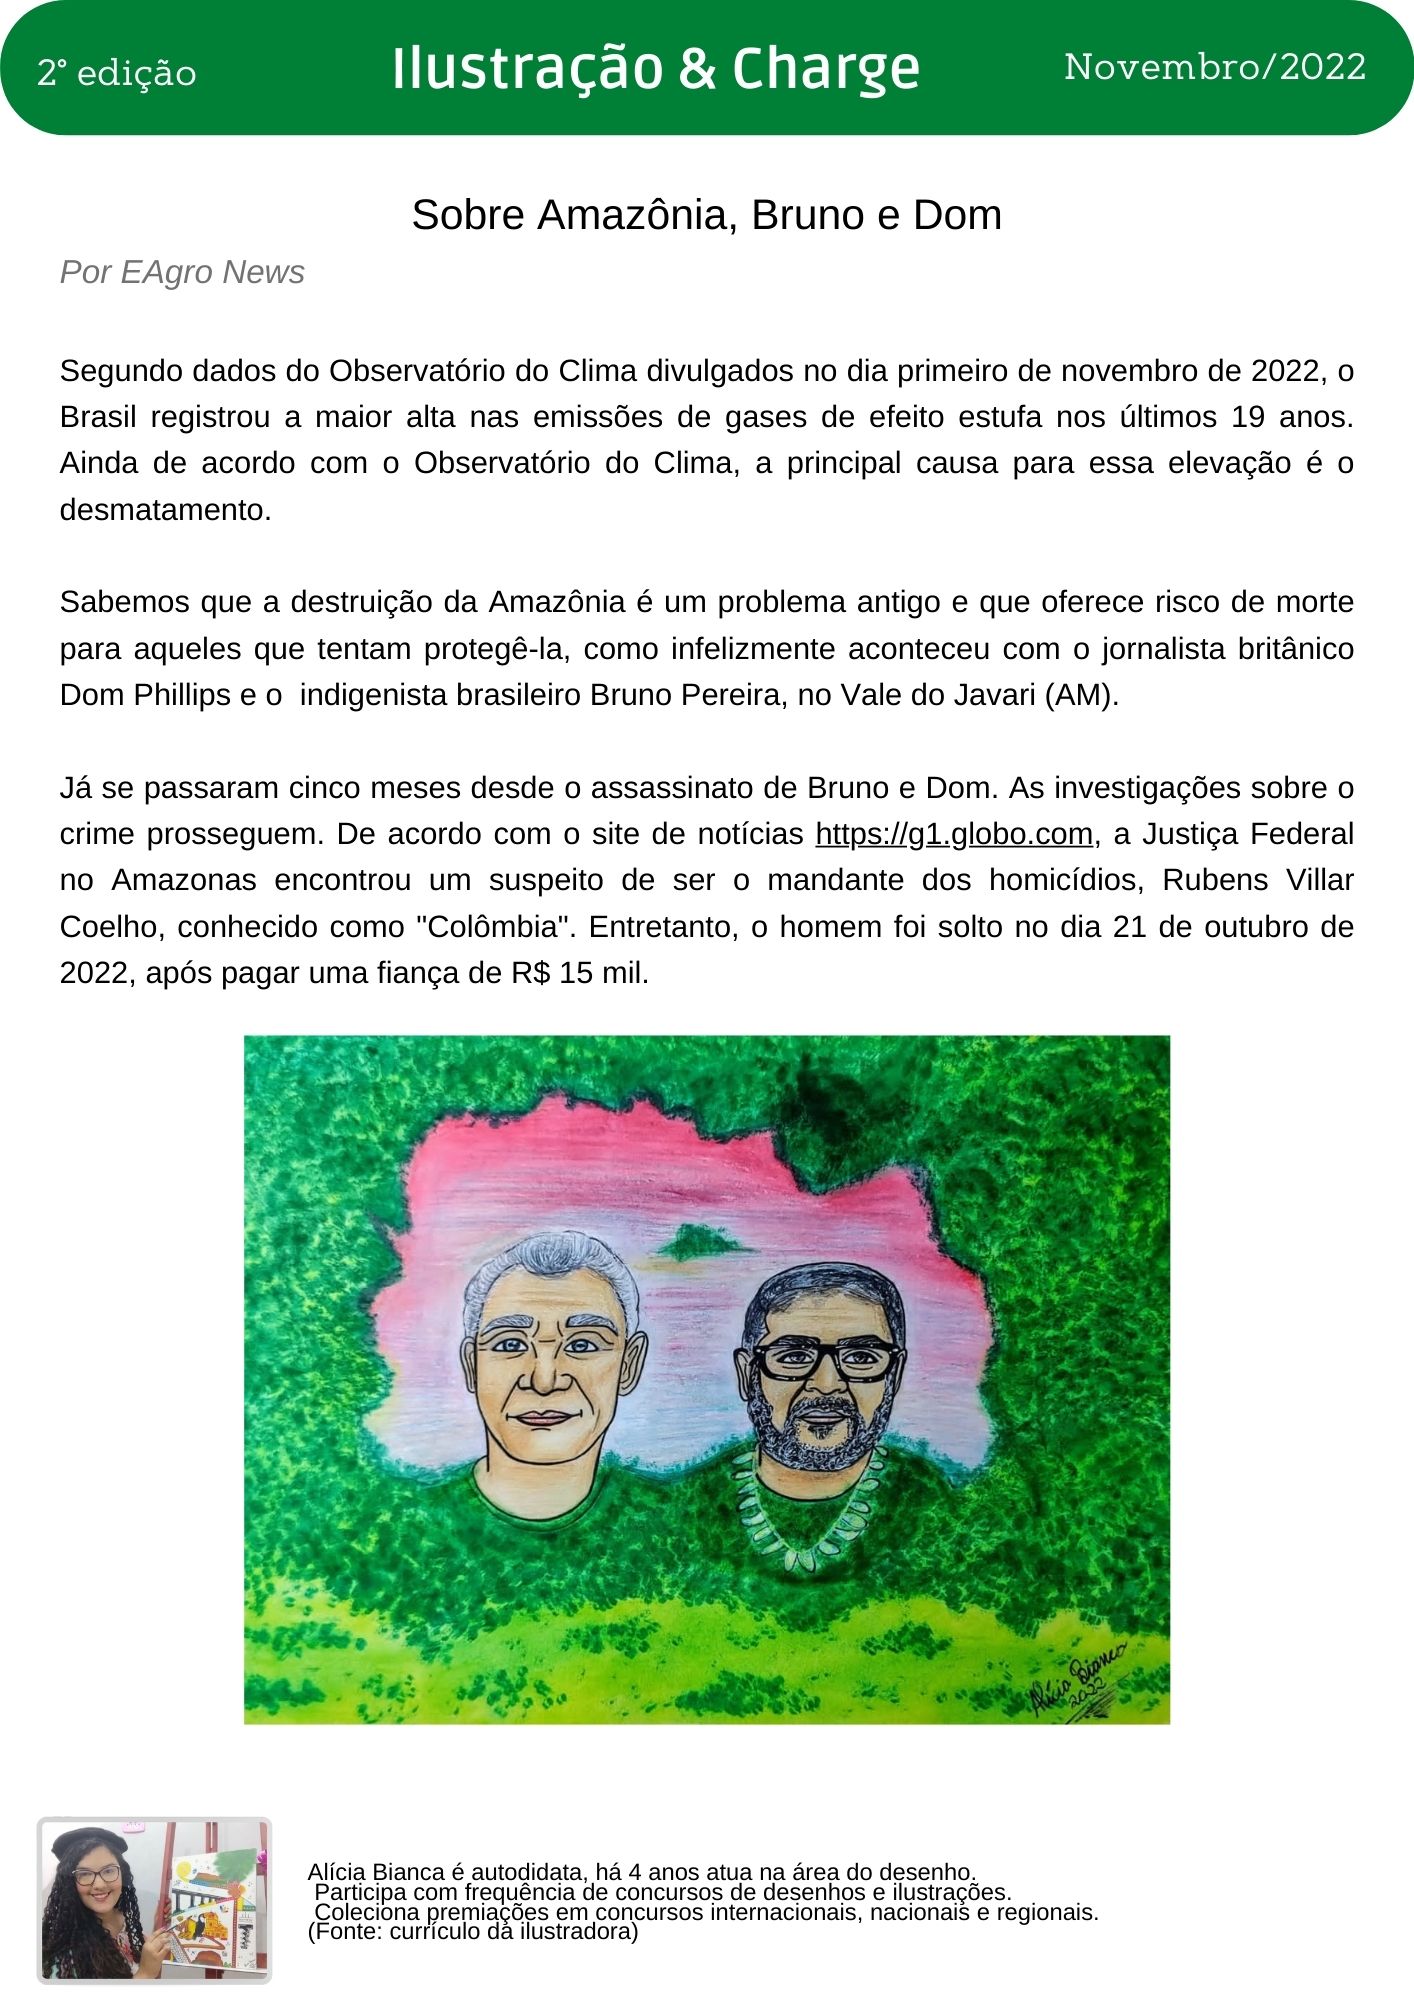 2° edição
Ilustração & Charge
Novembro/2022
Sobre Amazônia, Bruno e Dom
Por EAgro News
Segundo dados do Observatório do Clima divulgados no dia primeiro de novembro de 2022, o
Brasil registrou a maior alta nas emissões de gases de efeito estufa nos últimos 19 anos.
Ainda de acordo com o Observatório do Clima, a principal causa para essa elevação é o
desmatamento.
Sabemos que a destruição da Amazônia é um problema antigo e que oferece risco de morte
para aqueles que tentam protegê-la, como infelizmente aconteceu com o jornalista britânico
Dom Phillips e o  indigenista brasileiro Bruno Pereira, no Vale do Javari (AM).
Já se passaram cinco meses desde o assassinato de Bruno e Dom. As investigações sobre o
crime prosseguem. De acordo com o site de notícias https://g1.globo.com, a Justiça Federal
no Amazonas encontrou um suspeito de ser o mandante dos homicídios, Rubens Villar
Coelho, conhecido como "Colômbia". Entretanto, o homem foi solto no dia 21 de outubro de
2022, após pagar uma fiança de R$ 15 mil.
Alícia Bianca
2022
Alícia Bianca é autodidata, há 4 anos atua na área do desenho.
Participa com frequência de concursos de desenhos e ilustrações.
Coleciona premiações em concursos internacionais, nacionais e regionais.
(Fonte: currículo da ilustradora)